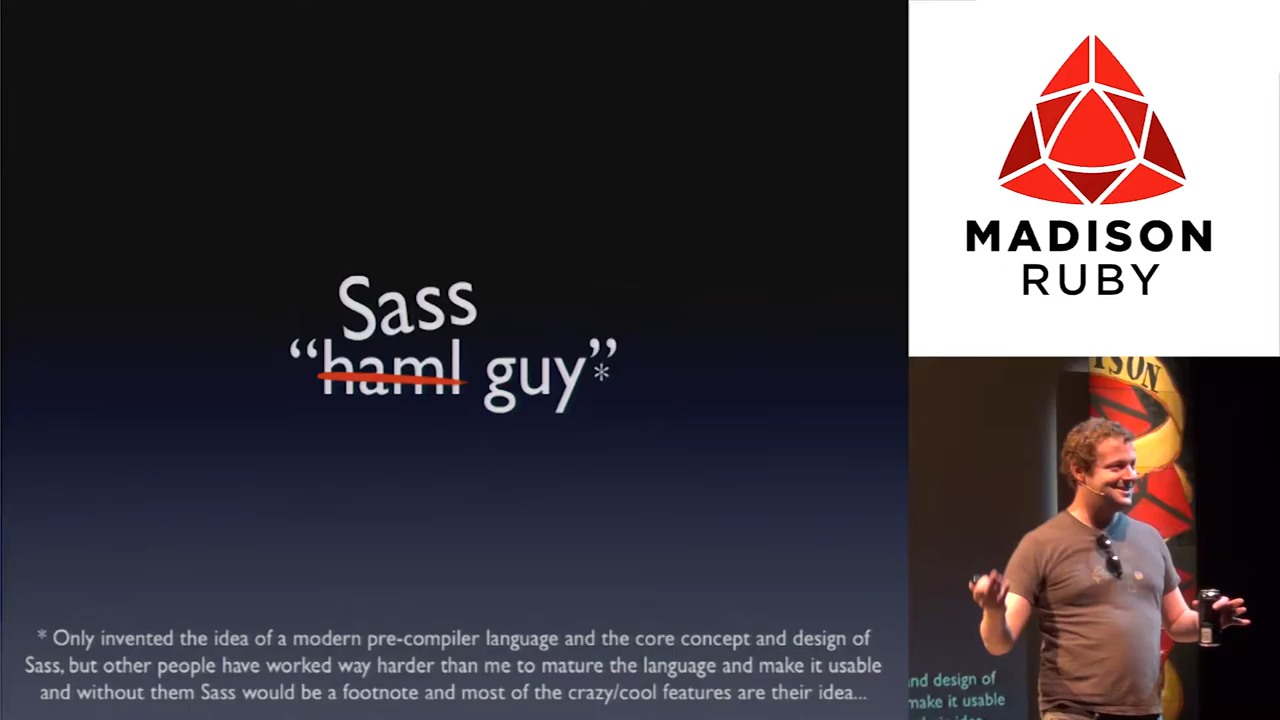 Sass
“haml guy”*
* Only invented the idea of a modern pre-compiler language and the core concept and design of
Sass, but other people have worked way harder than me to mature the language and make it usable
and without them Sass would be a footnote and most of the crazy/cool features are their idea...
MADISON
RUBY
ISON
and design of
make it usable